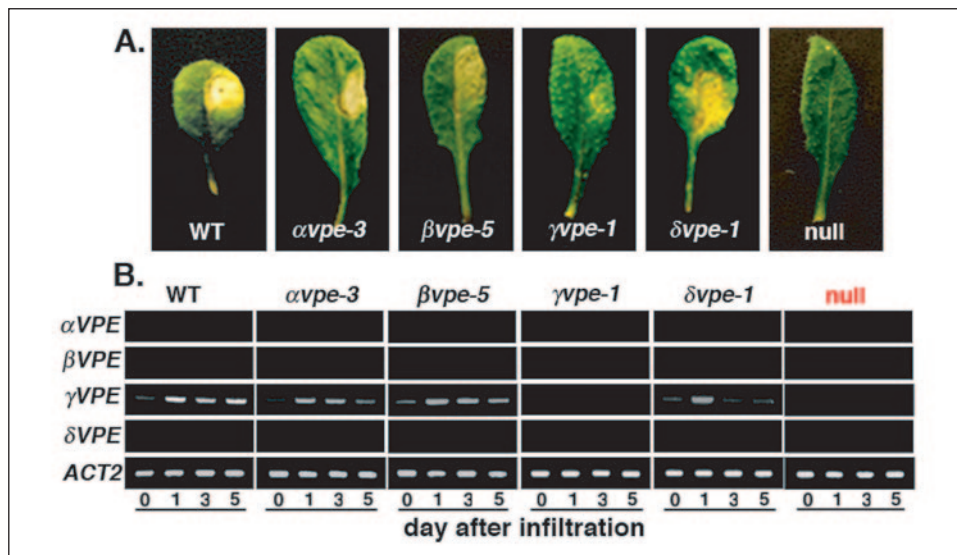 A.
WT αvpe-3 βvpe-5 γvpe-1 δvpe-1 null
B.
WT αvpe-3 βvpe-5 γvpe-1 δvpe-1 null
αVPE
βVPE
γVPE
δVPE
ACT2
0 1 3 5 0 1 3 5 0 1 3 5 0 1 3 5 0 1 3 5 0 1 3 5
day after infiltration